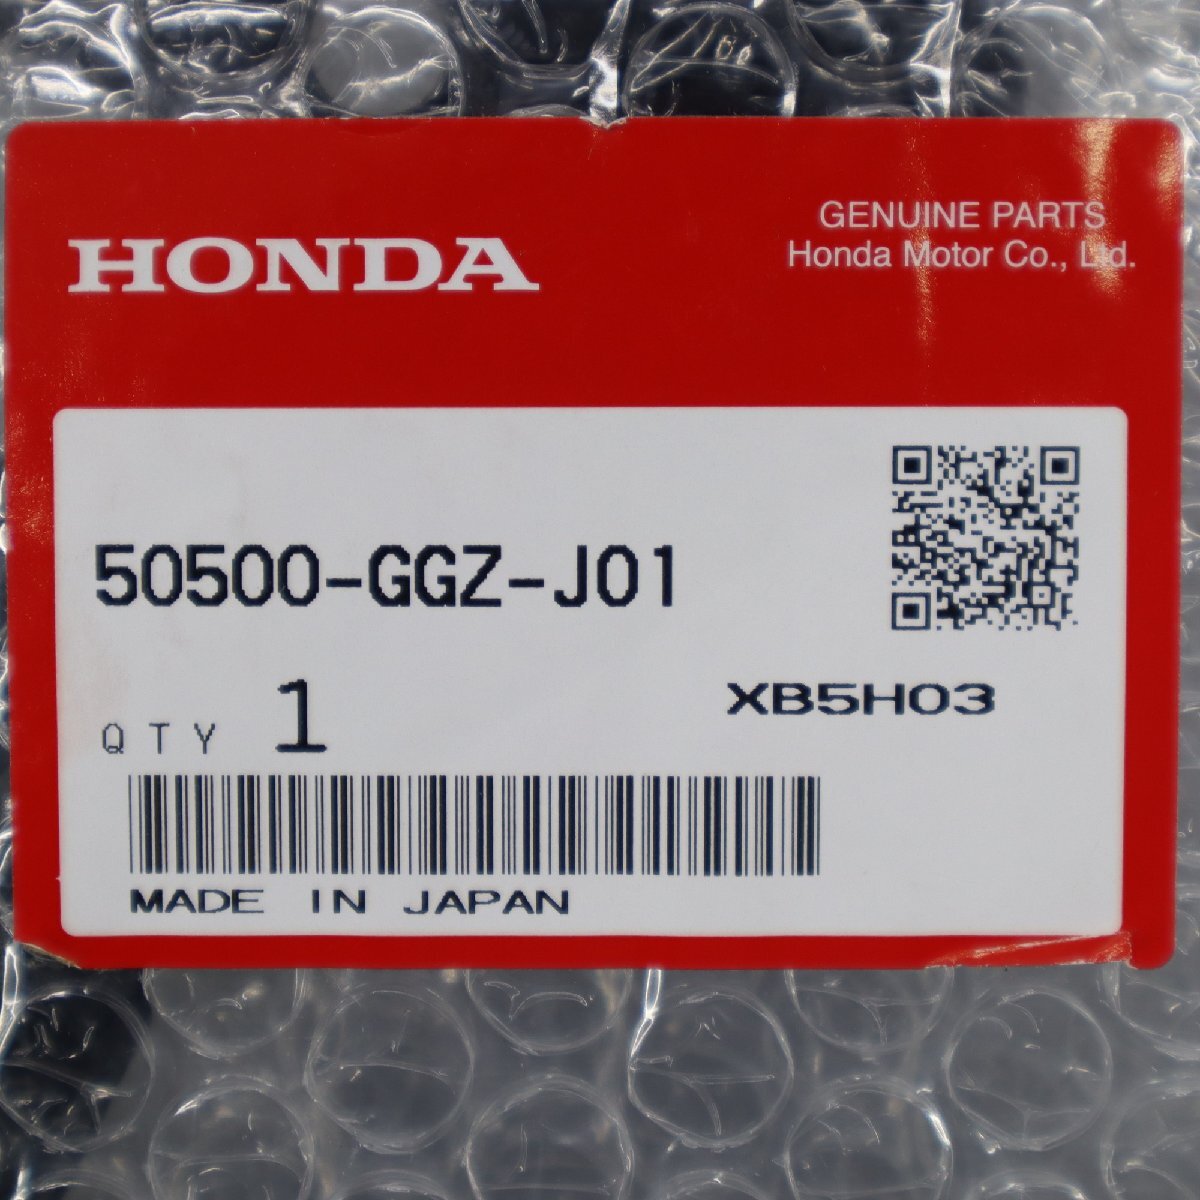 HONDA
GENUINE PARTS
Honda Motor Co., Ltd.
50500-GGZ-J01
QTY 1
XB5H03
MADE IN JAPAN